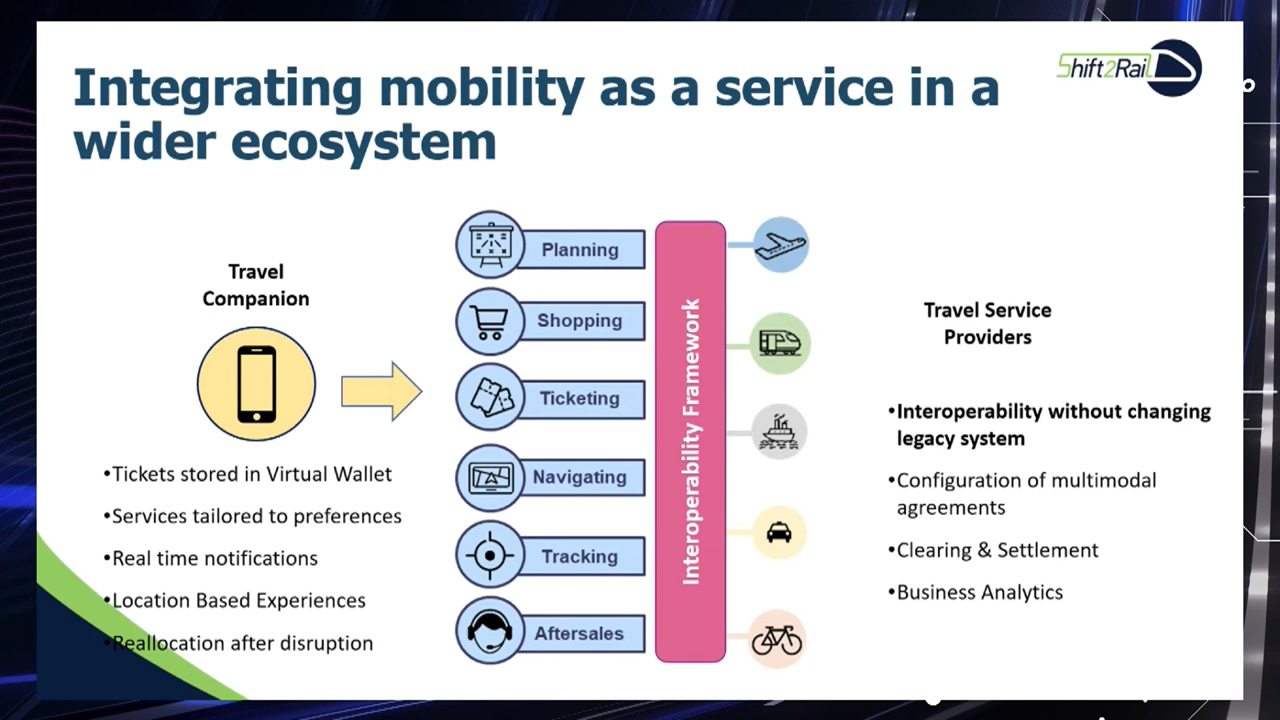 Integrating mobility as a service in a
wider ecosystem
Shift2Rail
Travel
Companion
•Tickets stored in Virtual Wallet
•Services tailored to preferences
•Real time notifications
•Location Based Experiences
•Reallocation after disruption
Planning
Shopping
Ticketing
Navigating
Tracking
Aftersales
Interoperability Framework
Travel Service
Providers
•Interoperability without changing
legacy system
•Configuration of multimodal
agreements
•Clearing & Settlement
•Business Analytics